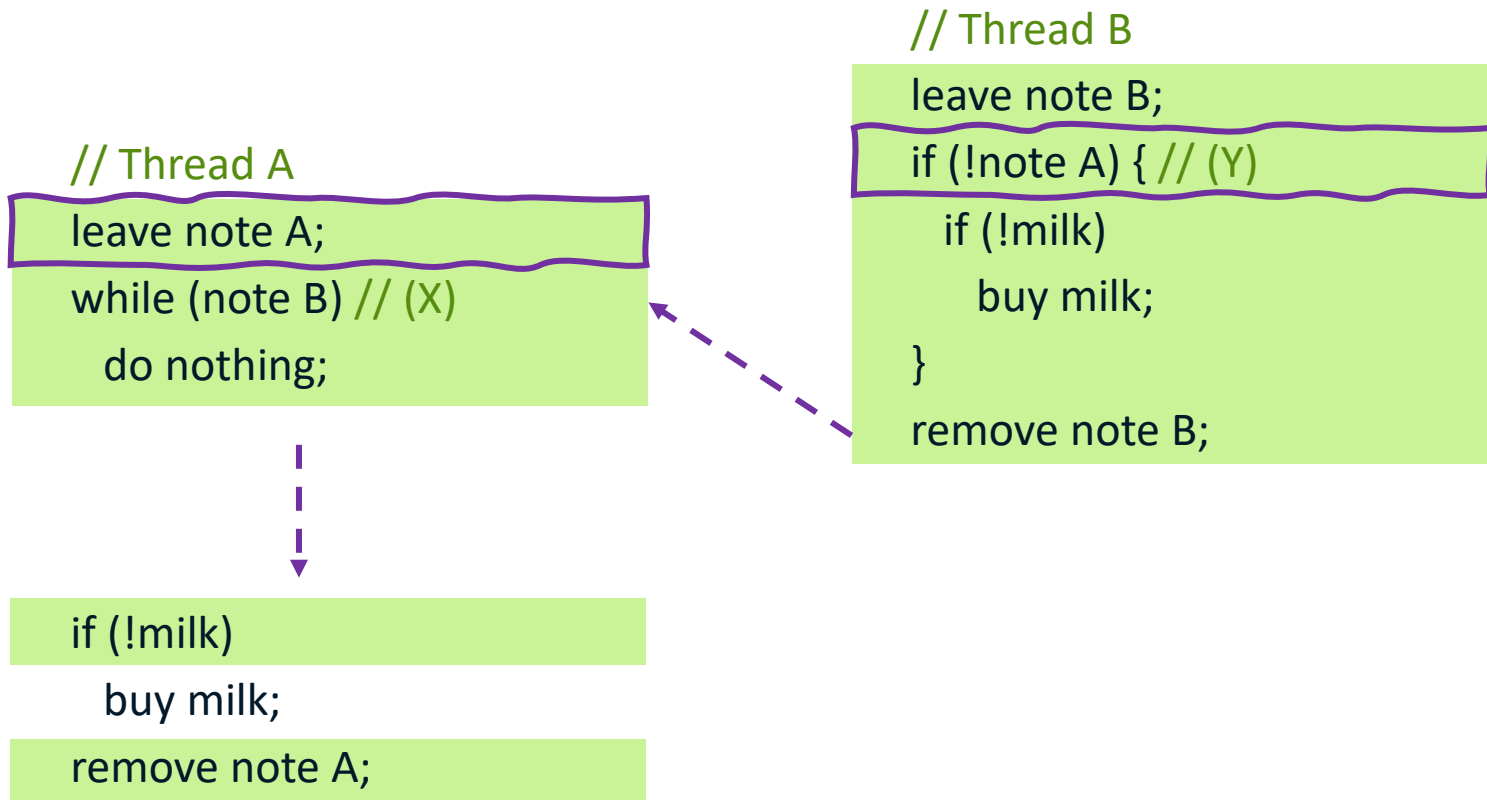 // Thread A
leave note A;
while (note B) // (X)
do nothing;
if (!milk)
buy milk;
remove note A;
// Thread B
leave note B;
if (!note A) { // (Y)
if (!milk)
buy milk;
}
remove note B;